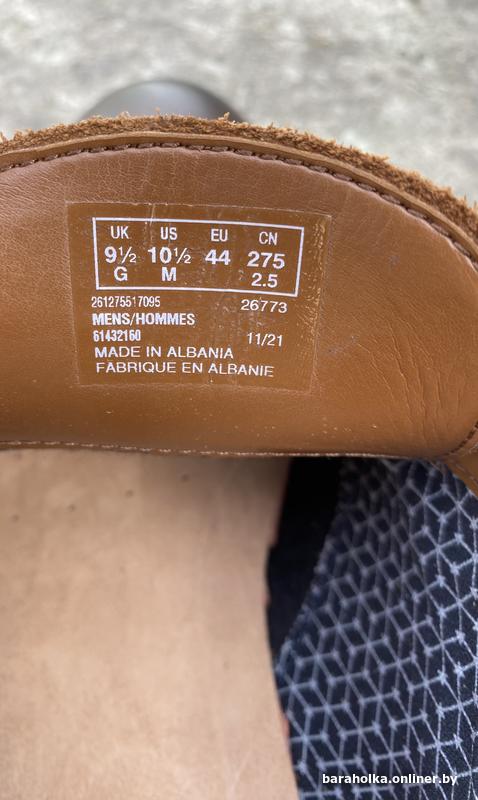 UK US EU CN
9½ 10½ 44 275
G M 2.5
261275517095 26773
MENS/HOMMES
61432160 11/21
MADE IN ALBANIA
FABRIQUE EN ALBANIE
baraholka.onliner.by